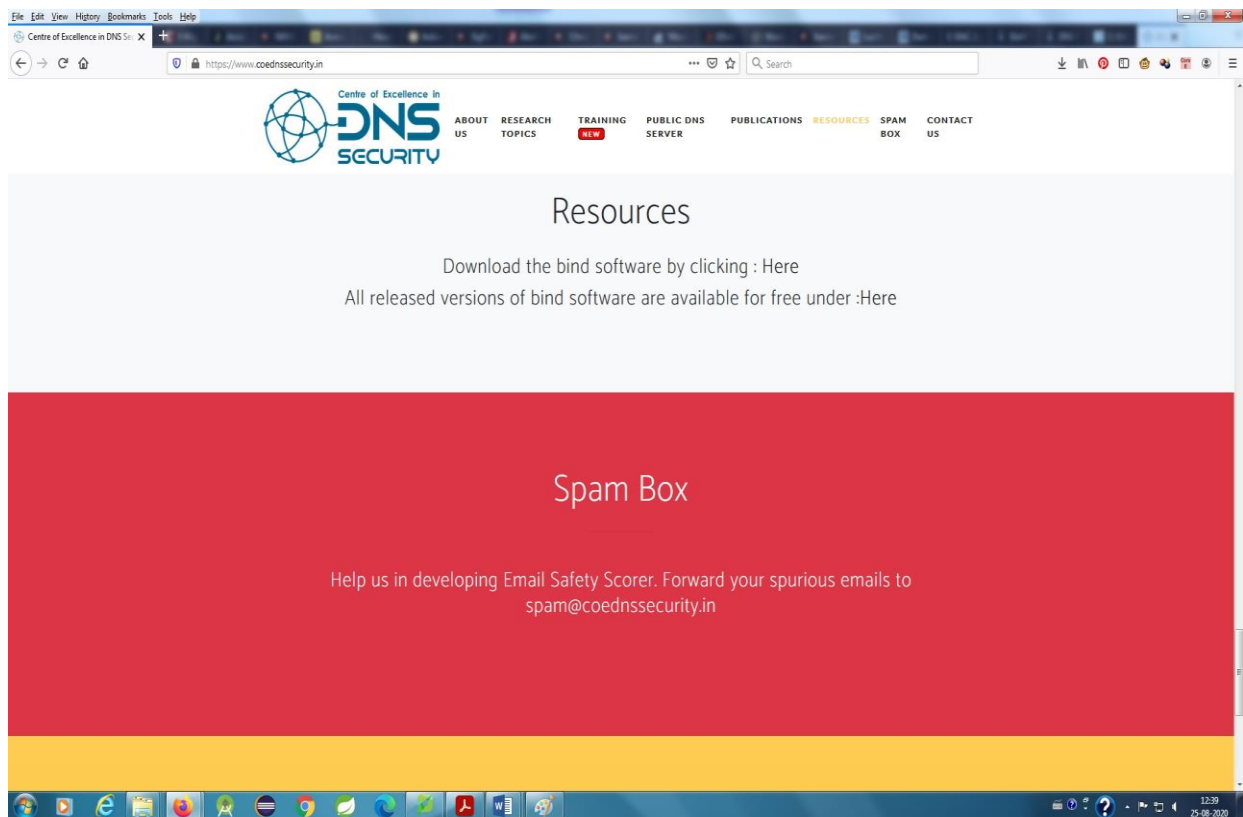 File Edit View History Bookmarks Tools Help
Centre of Excellence in DNS Se
https://www.coednssecurity.in
Search
Centre of Excellence in
DNS
SECURITY
ABOUT US
RESEARCH TOPICS
TRAINING NEW
PUBLIC DNS SERVER
PUBLICATIONS
RESOURCES
SPAM BOX
CONTACT US
Resources
Download the bind software by clicking : Here
All released versions of bind software are available for free under :Here
Spam Box
Help us in developing Email Safety Scorer. Forward your spurious emails to
spam@coednssecurity.in
12:39
25-08-2020